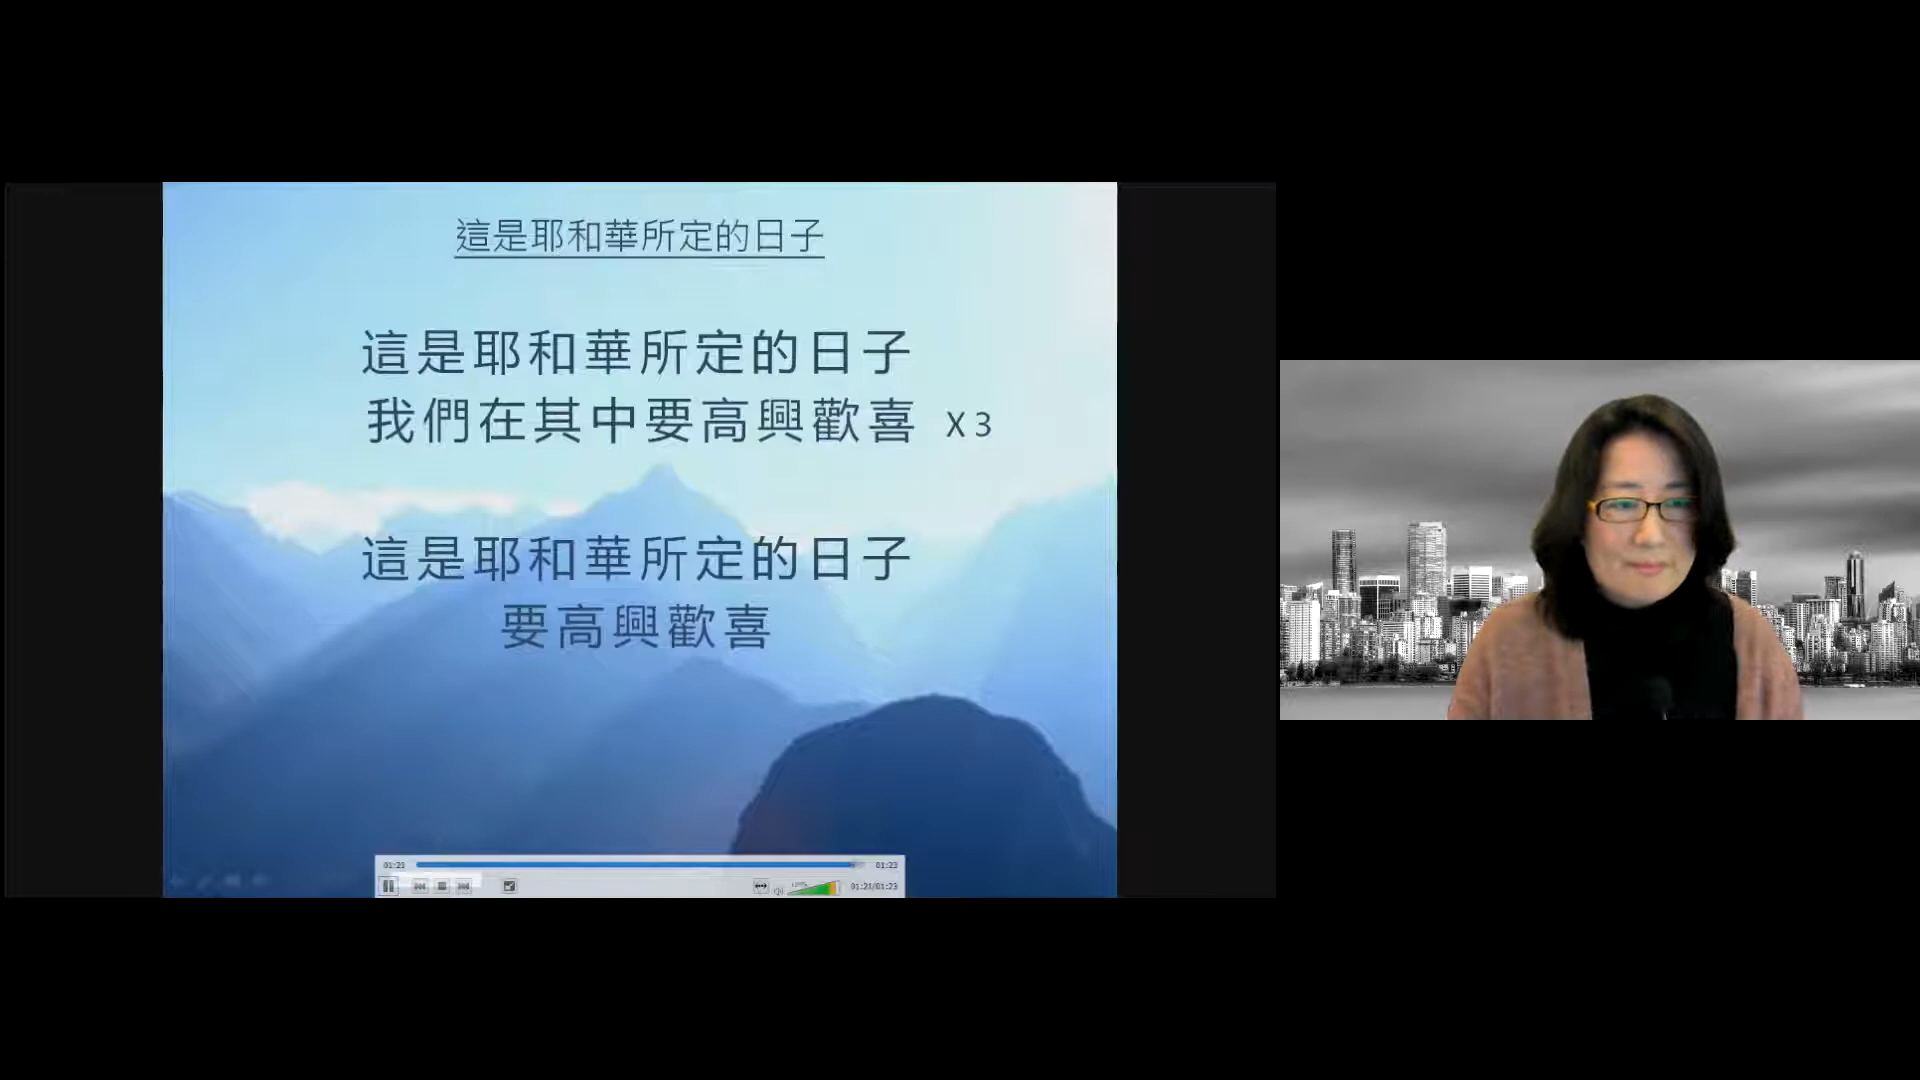 這是耶和華所定的日子
這是耶和華所定的日子
我們在其中要高興歡喜 X 3
這是耶和華所定的日子
要高興歡喜
01:21 01:23
01:21/01:23